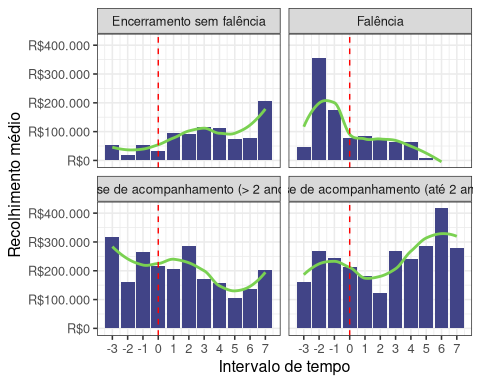 Encerramento sem falência
Falência
R$400.000
R$300.000
R$200.000
R$100.000
R$0
se de acompanhamento (> 2 ano
se de acompanhamento (até 2 an
R$400.000
R$300.000
R$200.000
R$100.000
R$0
-3 -2 -1 0 1 2 3 4 5 6 7
-3 -2 -1 0 1 2 3 4 5 6 7
Intervalo de tempo
Recolhimento médio